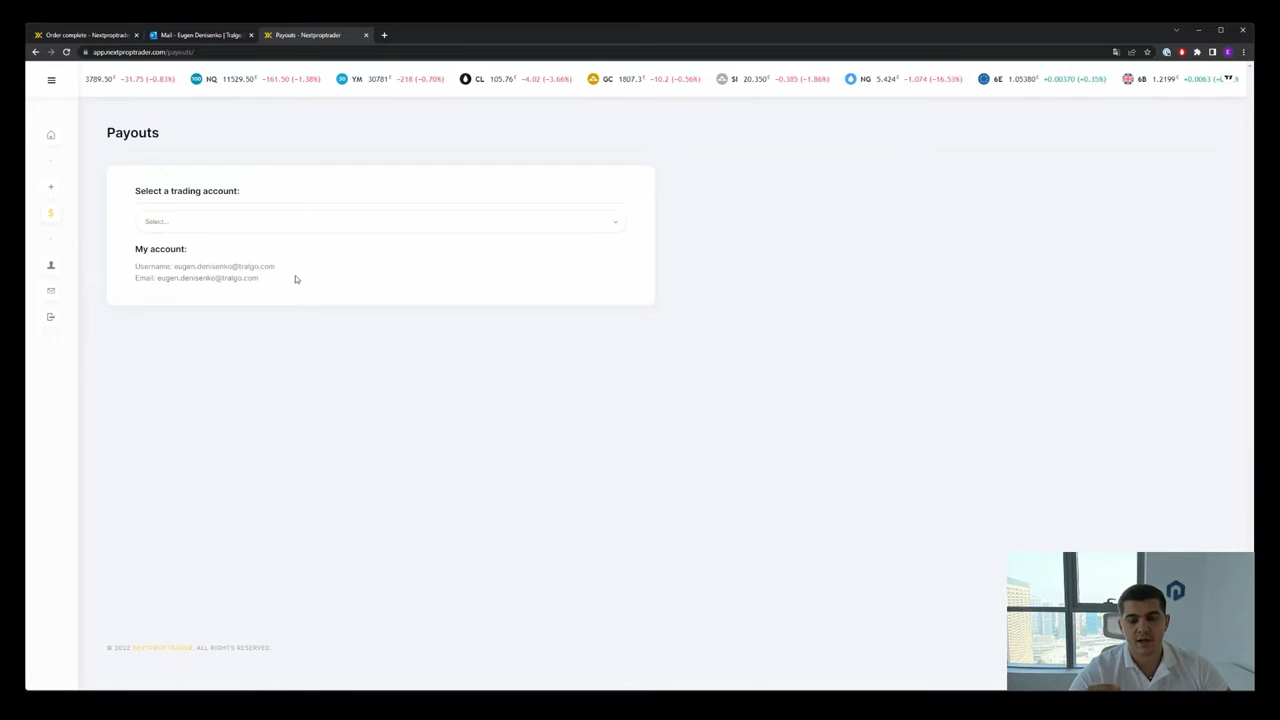 Order complete - Nextproptrade
Mail - Eugen Denisenko | Tralgo
Payouts - Nextproptrader
app.nextproptrader.com/payouts/
3789.50 −31.75 (−0.83%) NQ 11529.50 −161.50 (−1.38%) YM 30781 −218 (−0.70%) CL 105.76 −4.02 (−3.66%) GC 1807.3 −10.2 (−0.56%) SI 20.350 −0.385 (−1.86%) NG 5.424 −1.074 (−16.53%) 6E 1.05380 +0.00370 (+0.35%) 6B 1.2199 +0.0063
Payouts
Select a trading account:
Select...
My account:
Username: eugen.denisenko@tralgo.com
Email: eugen.denisenko@tralgo.com
© 2022 NEXTPROPTRADER. ALL RIGHTS RESERVED.